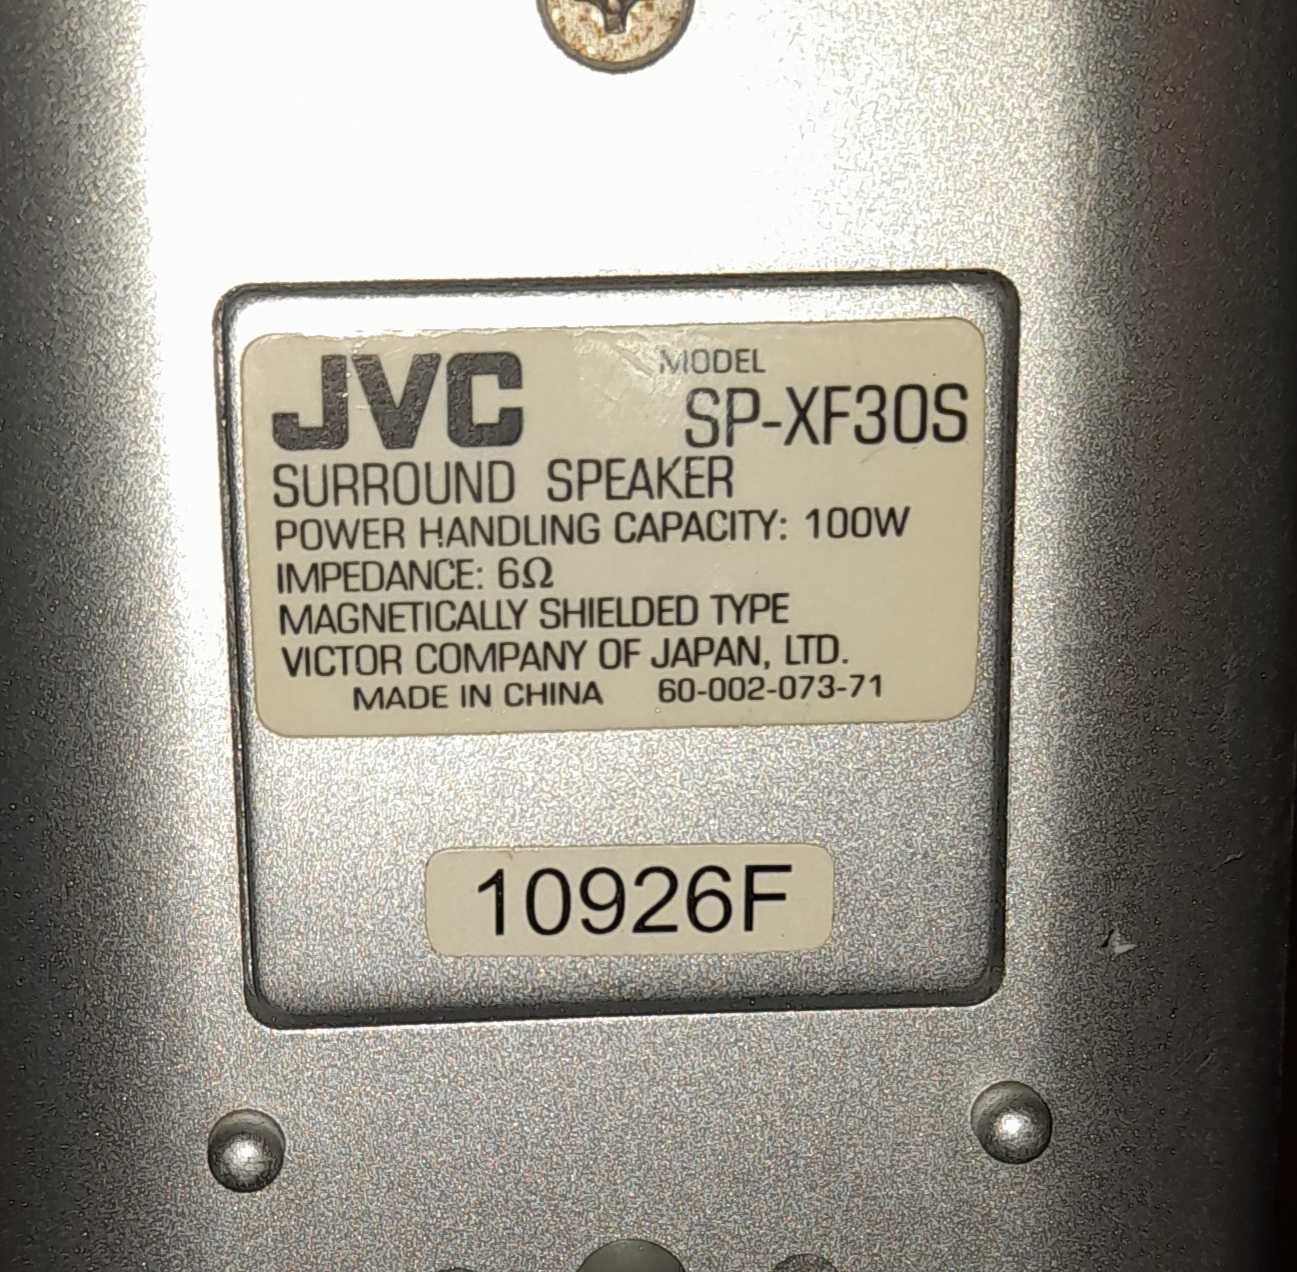 JVC MODEL
SP-XF30S
SURROUND SPEAKER
POWER HANDLING CAPACITY: 100W
IMPEDANCE: 6Ω
MAGNETICALLY SHIELDED TYPE
VICTOR COMPANY OF JAPAN, LTD.
MADE IN CHINA 60-002-073-71
10926F